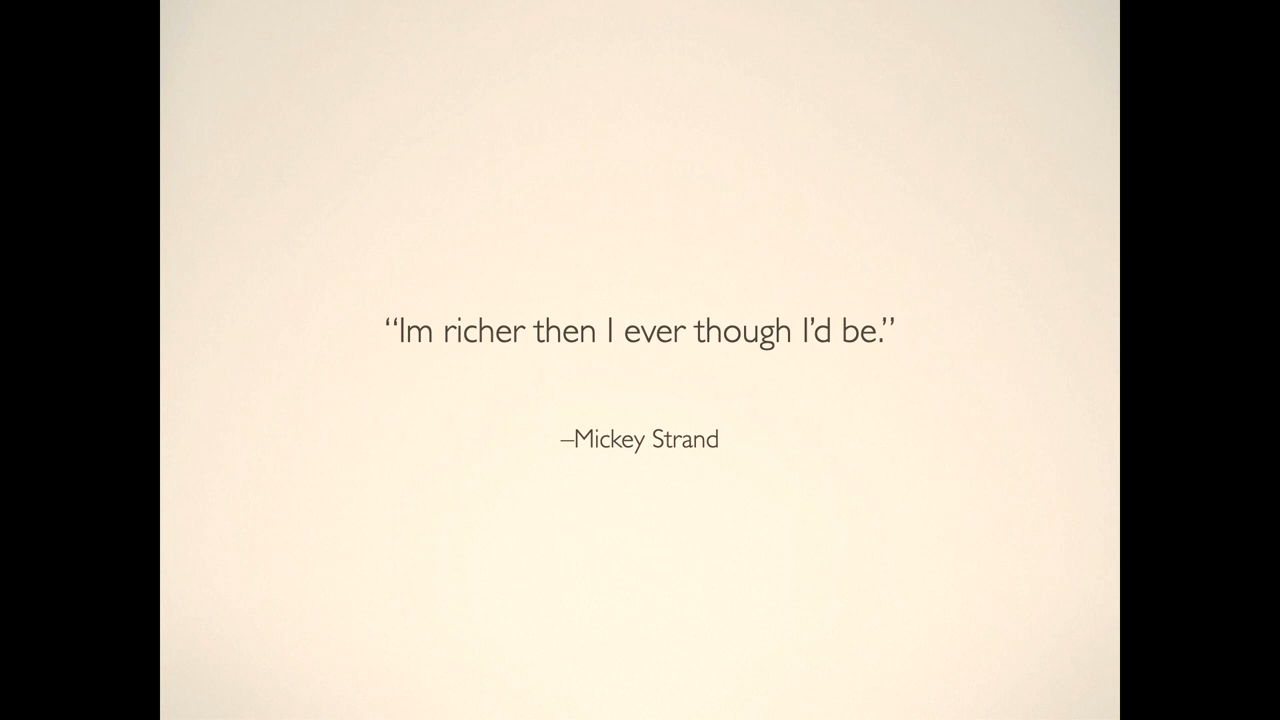 “Im richer then I ever though I’d be.”
–Mickey Strand